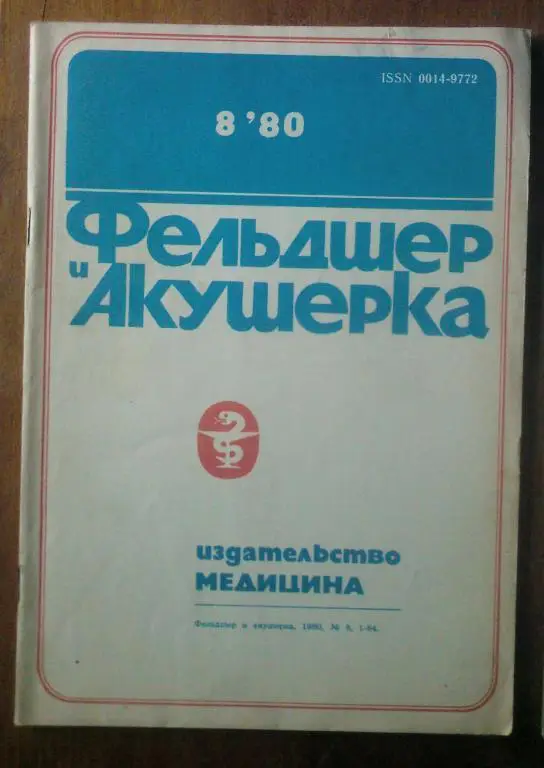 ISSN 0014-9772
8 '80
Фельдшер
и Акушерка
издательство
МЕДИЦИНА
Фельдшер и акушерка, 1980, № 8, 1—64.